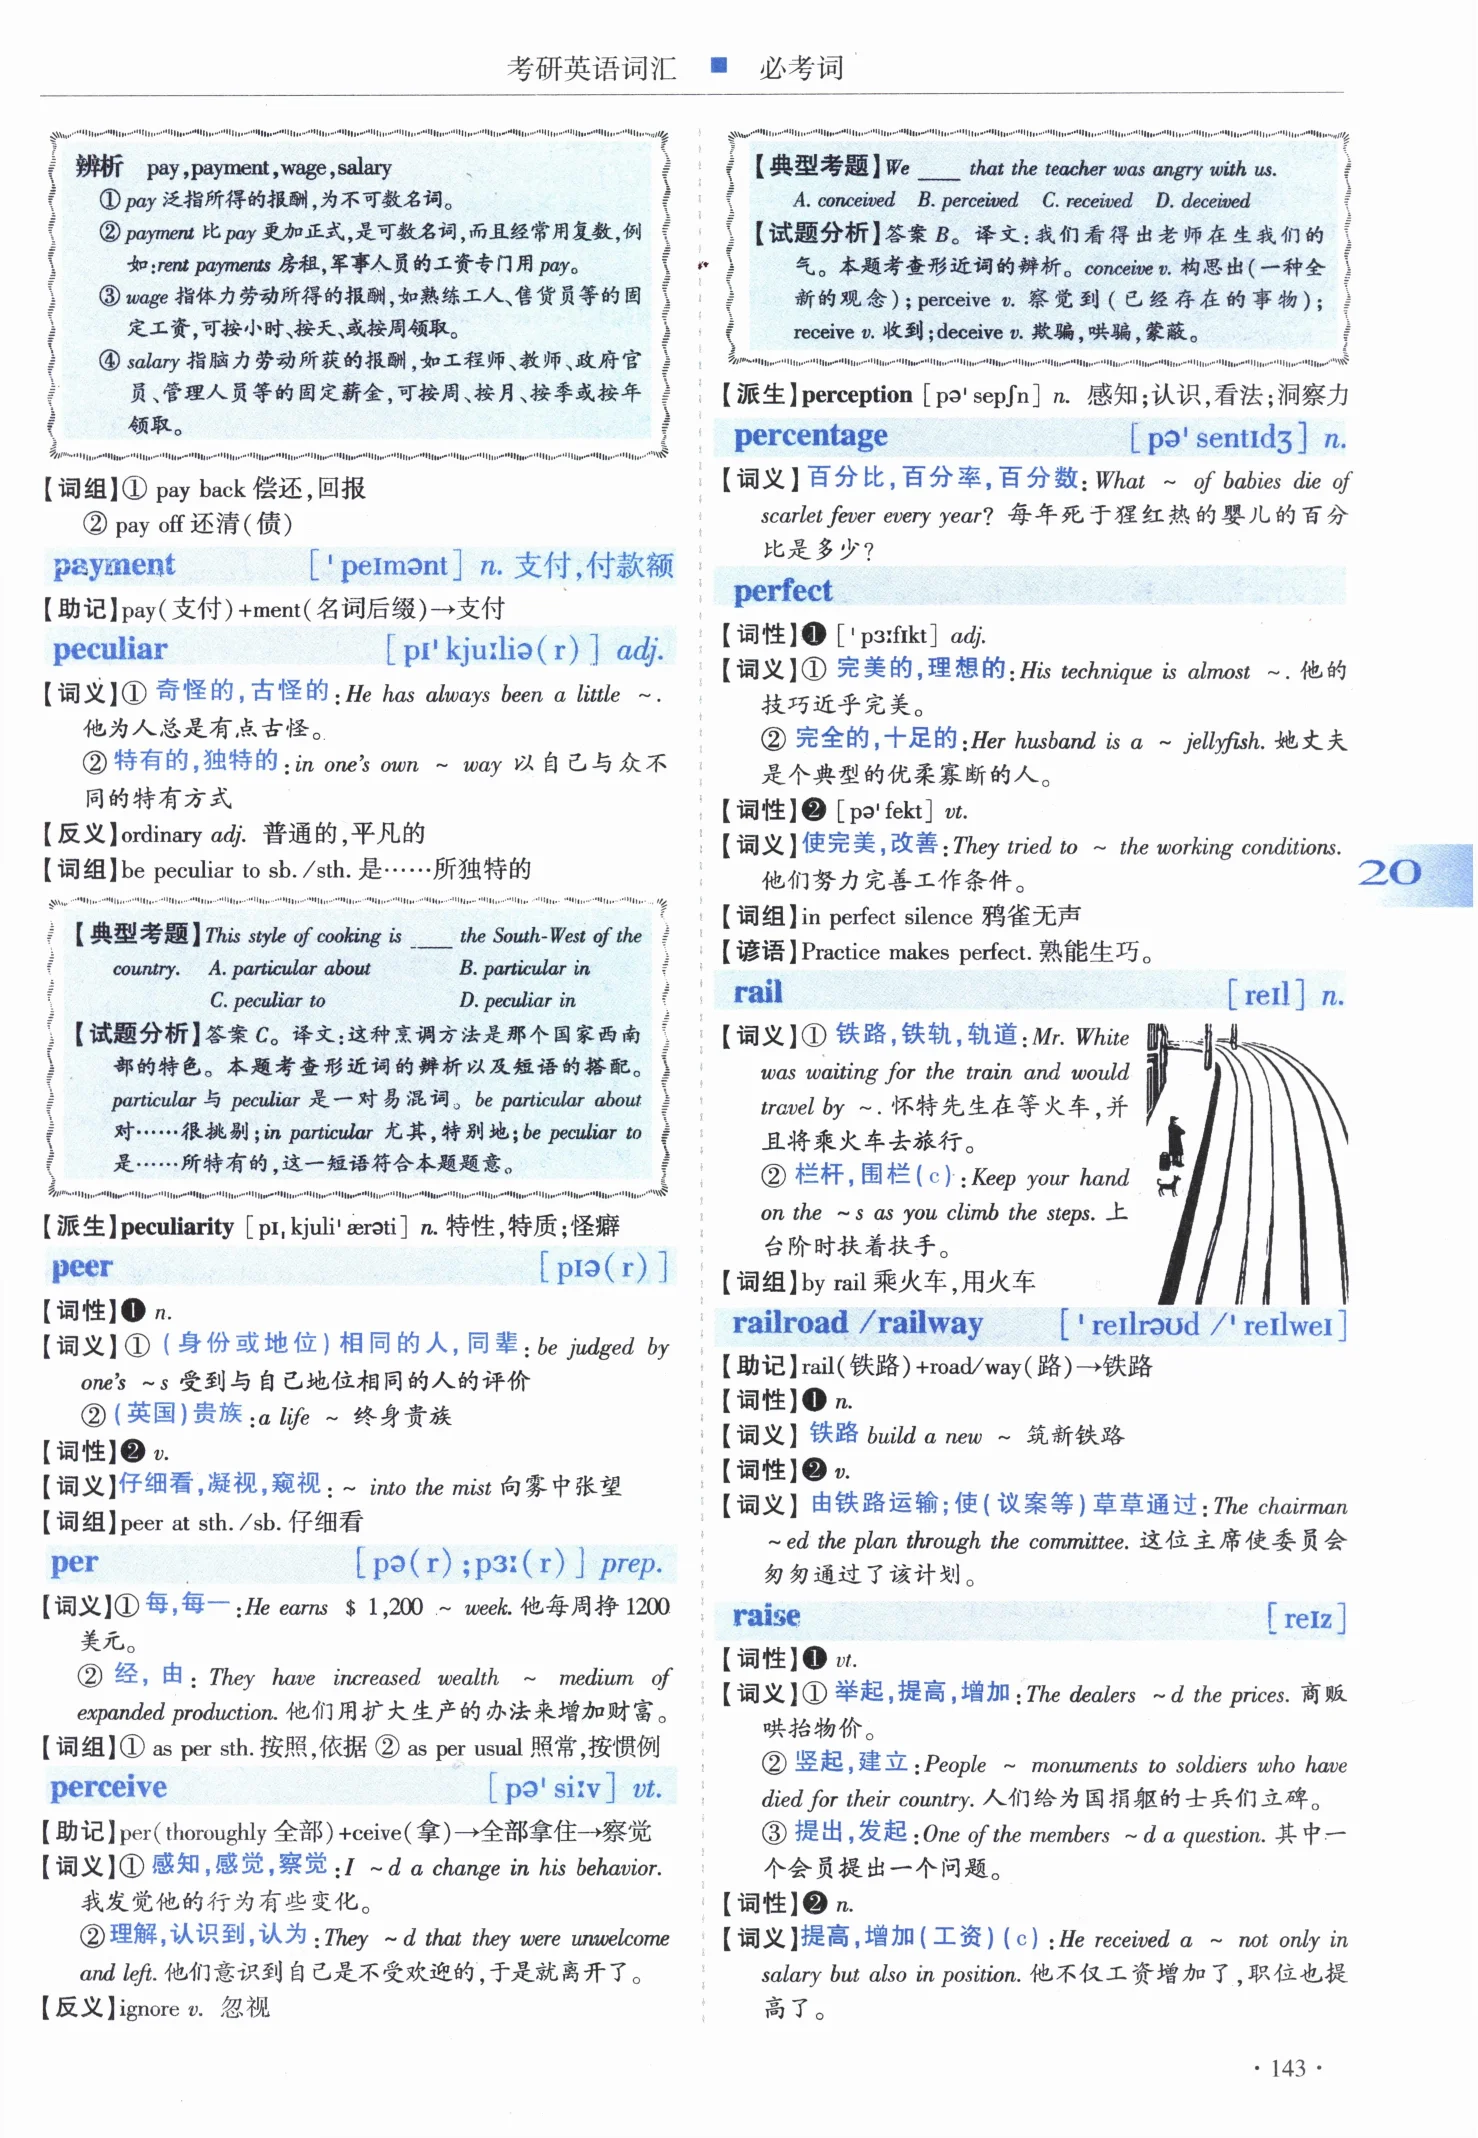 考研英语词汇 ■ 必考词
辨析 pay,payment,wage,salary
①pay 泛指所得的报酬,为不可数名词。
②payment 比 pay 更加正式,是可数名词,而且经常用复数,例
如:rent payments 房租,军事人员的工资专门用 pay。
③wage 指体力劳动所得的报酬,如熟练工人、售货员等的固
定工资,可按小时、按天、或按周领取。
④salary 指脑力劳动所获的报酬,如工程师、教师、政府官
员、管理人员等的固定薪金,可按周、按月、按季或按年
领取。
【词组】① pay back 偿还,回报
② pay off 还清(债)
payment [ˈpeɪmənt] n. 支付,付款额
【助记】pay(支付)+ment(名词后缀)→支付
peculiar [pɪˈkjuːliə(r)] adj.
【词义】① 奇怪的,古怪的:He has always been a little ~.
他为人总是有点古怪。
② 特有的,独特的:in one's own ~ way 以自己与众不
同的特有方式
【反义】ordinary adj. 普通的,平凡的
【词组】be peculiar to sb./sth. 是……所独特的
【典型考题】This style of cooking is ____ the South-West of the
country. A. particular about B. particular in
C. peculiar to D. peculiar in
【试题分析】答案 C。译文:这种烹调方法是那个国家西南
部的特色。本题考查形近词的辨析以及短语的搭配。
particular 与 peculiar 是一对易混词。be particular about
对……很挑剔;in particular 尤其,特别地;be peculiar to
是……所特有的,这一短语符合本题题意。
【派生】peculiarity [pɪˌkjuliˈærəti] n. 特性,特质;怪癖
peer [pɪə(r)]
【词性】❶ n.
【词义】① (身份或地位)相同的人,同辈:be judged by
one's ~s 受到与自己地位相同的人的评价
② (英国)贵族:a life ~ 终身贵族
【词性】❷ v.
【词义】仔细看,凝视,窥视:~ into the mist 向雾中张望
【词组】peer at sth./sb. 仔细看
per [pə(r);pɜː(r)] prep.
【词义】① 每,每一:He earns $ 1,200 ~ week. 他每周挣 1200
美元。
② 经,由:They have increased wealth ~ medium of
expanded production. 他们用扩大生产的办法来增加财富。
【词组】① as per sth. 按照,依据 ② as per usual 照常,按惯例
perceive [pəˈsiːv] vt.
【助记】per(thoroughly 全部)+ceive(拿)→全部拿住→察觉
【词义】① 感知,感觉,察觉:I ~d a change in his behavior.
我发觉他的行为有些变化。
②理解,认识到,认为:They ~d that they were unwelcome
and left. 他们意识到自己是不受欢迎的,于是就离开了。
【反义】ignore v. 忽视
【典型考题】We ____ that the teacher was angry with us.
A. conceived B. perceived C. received D. deceived
【试题分析】答案 B。译文:我们看得出老师在生我们的
气。本题考查形近词的辨析。conceive v. 构思出(一种全
新的观念);perceive v. 察觉到(已经存在的事物);
receive v. 收到;deceive v. 欺骗,哄骗,蒙蔽。
【派生】perception [pəˈsepʃn] n. 感知;认识,看法;洞察力
percentage [pəˈsentɪdʒ] n.
【词义】百分比,百分率,百分数:What ~ of babies die of
scarlet fever every year? 每年死于猩红热的婴儿的百分
比是多少?
perfect
【词性】❶ [ˈpɜːfɪkt] adj.
【词义】① 完美的,理想的:His technique is almost ~. 他的
技巧近乎完美。
② 完全的,十足的:Her husband is a ~ jellyfish. 她丈夫
是个典型的优柔寡断的人。
【词性】❷ [pəˈfekt] vt.
【词义】使完美,改善:They tried to ~ the working conditions.
他们努力完善工作条件。
【词组】in perfect silence 鸦雀无声
【谚语】Practice makes perfect. 熟能生巧。
rail [reɪl] n.
【词义】① 铁路,铁轨,轨道:Mr. White
was waiting for the train and would
travel by ~. 怀特先生在等火车,并
且将乘火车去旅行。
② 栏杆,围栏(c):Keep your hand
on the ~s as you climb the steps. 上
台阶时扶着扶手。
【词组】by rail 乘火车,用火车
railroad /railway [ˈreɪlrəʊd /ˈreɪlweɪ]
【助记】rail(铁路)+road/way(路)→铁路
【词性】❶ n.
【词义】铁路 build a new ~ 筑新铁路
【词性】❷ v.
【词义】由铁路运输;使(议案等)草草通过:The chairman
~ed the plan through the committee. 这位主席使委员会
匆匆通过了该计划。
raise [reɪz]
【词性】❶ vt.
【词义】① 举起,提高,增加:The dealers ~d the prices. 商贩
哄抬物价。
② 竖起,建立:People ~ monuments to soldiers who have
died for their country. 人们给为国捐躯的士兵们立碑。
③ 提出,发起:One of the members ~d a question. 其中一
个会员提出一个问题。
【词性】❷ n.
【词义】提高,增加(工资)(c):He received a ~ not only in
salary but also in position. 他不仅工资增加了,职位也提
高了。
20
· 143 ·